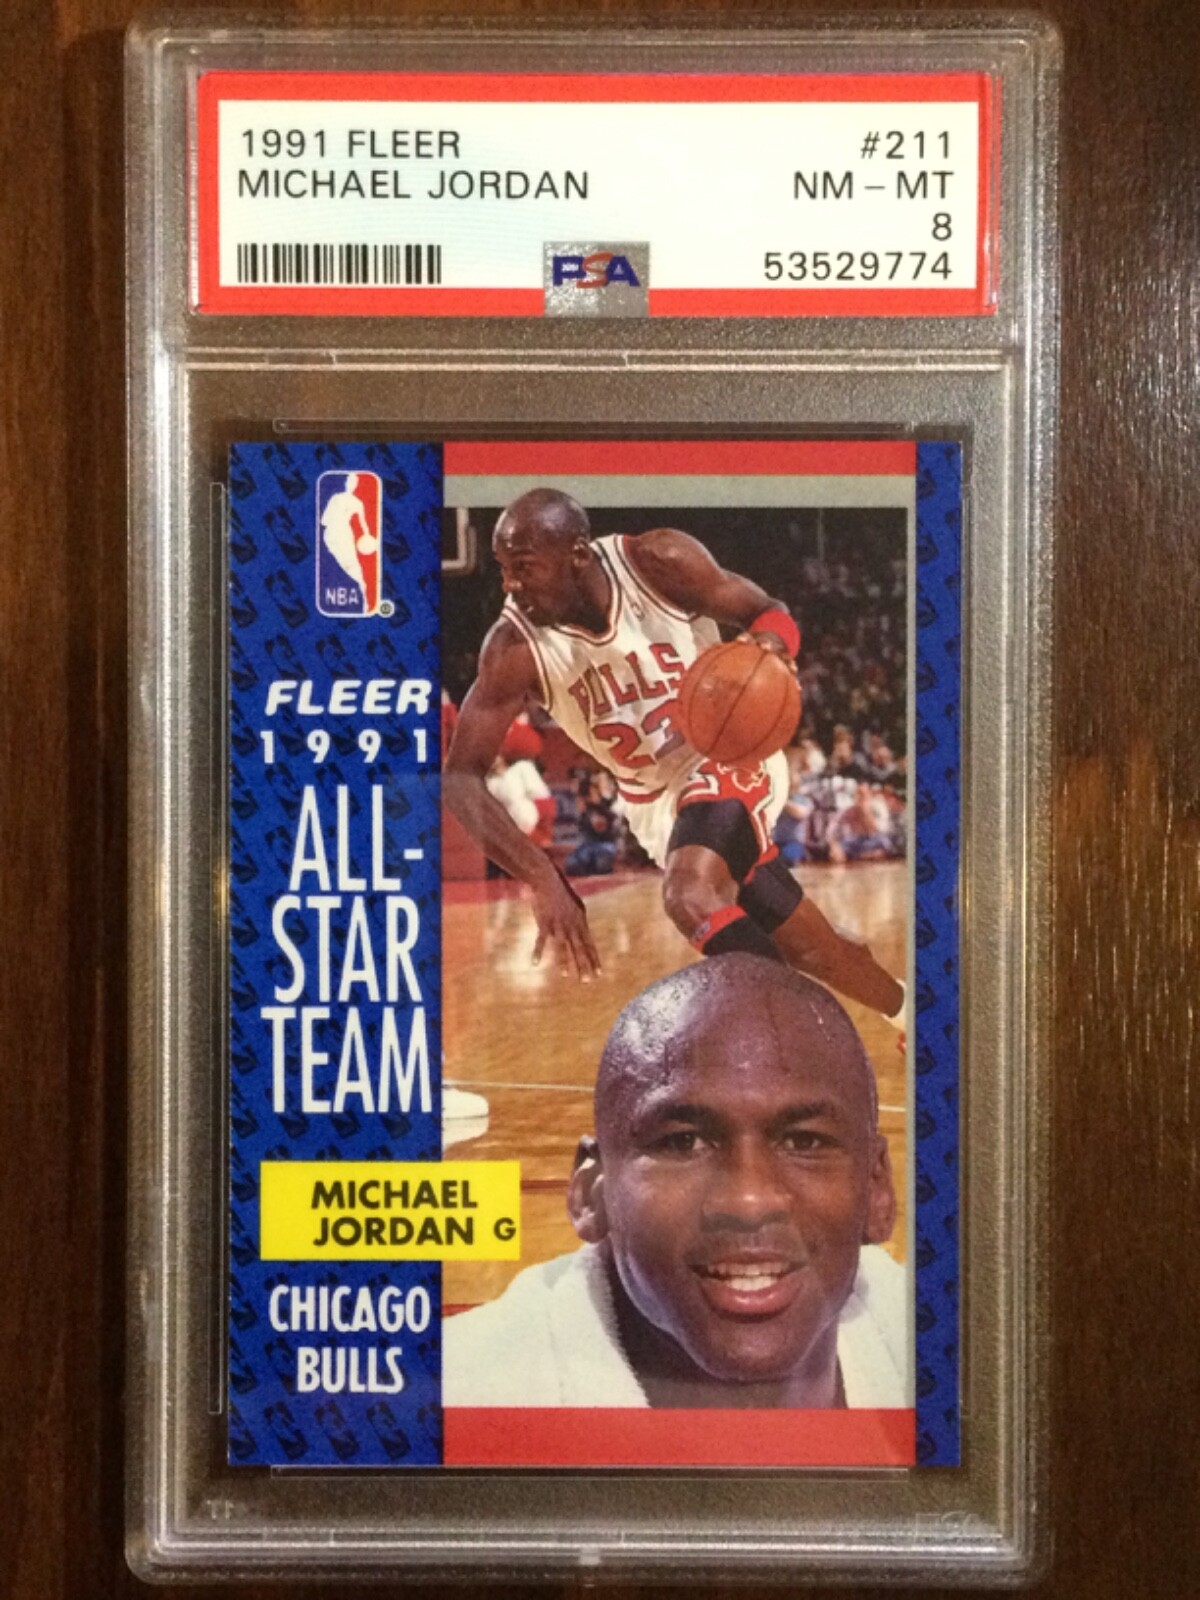 1991 FLEER #211
MICHAEL JORDAN NM - MT
8
PSA 53529774
NBA
FLEER
1991
ALL-
STAR
TEAM
BULLS
23
MICHAEL
JORDAN G
CHICAGO
BULLS